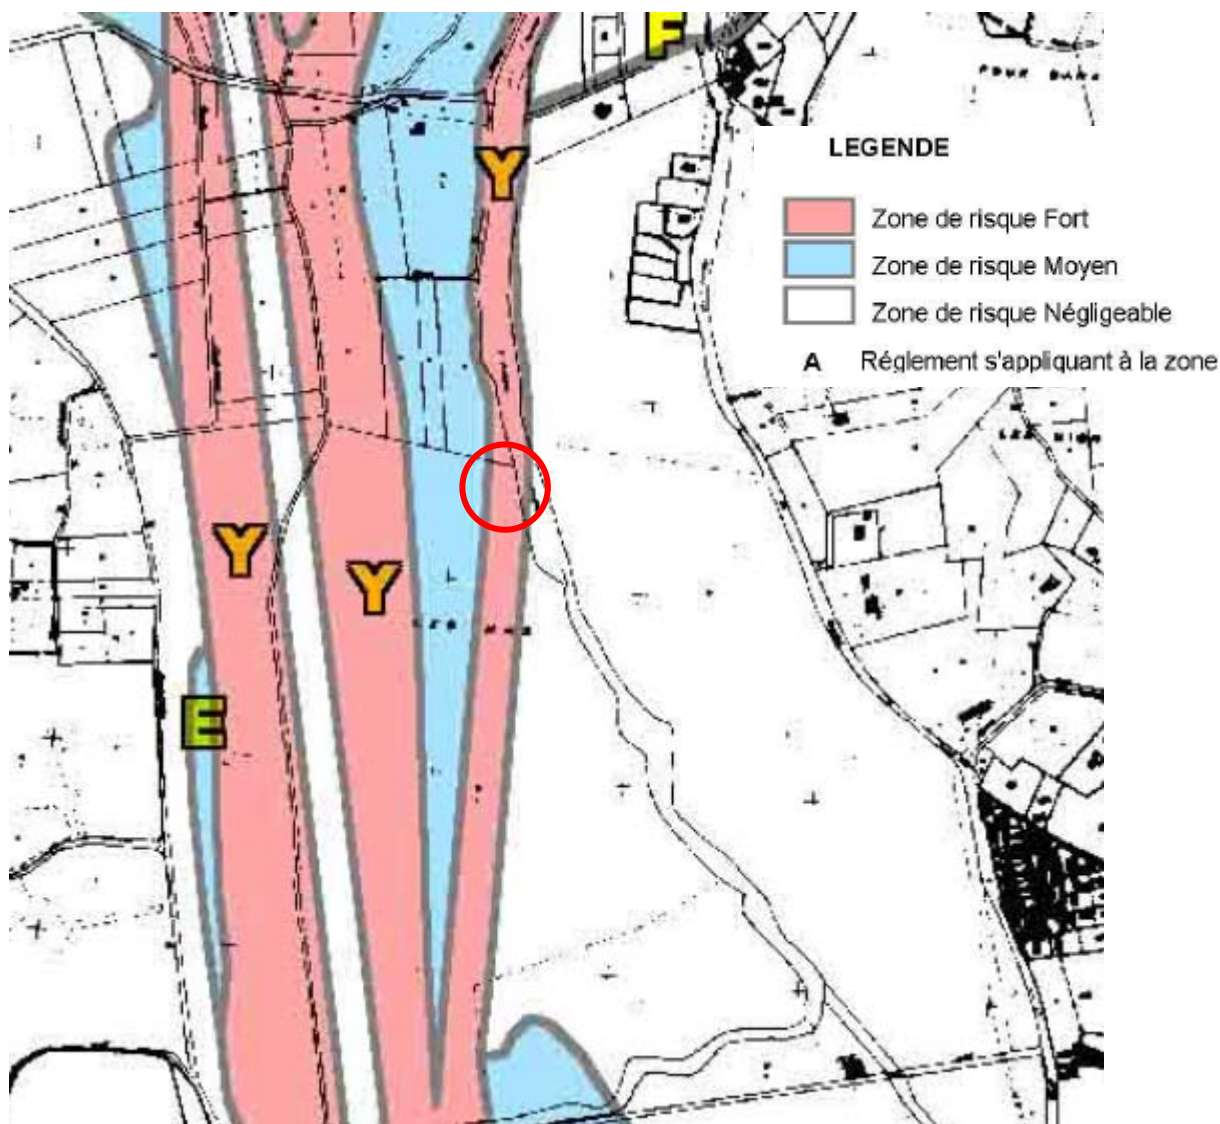 F
LEGENDE
Y
Zone de risque Fort
Zone de risque Moyen
Zone de risque Négligeable
A Réglement s'appliquant à la zone
Y
Y
E